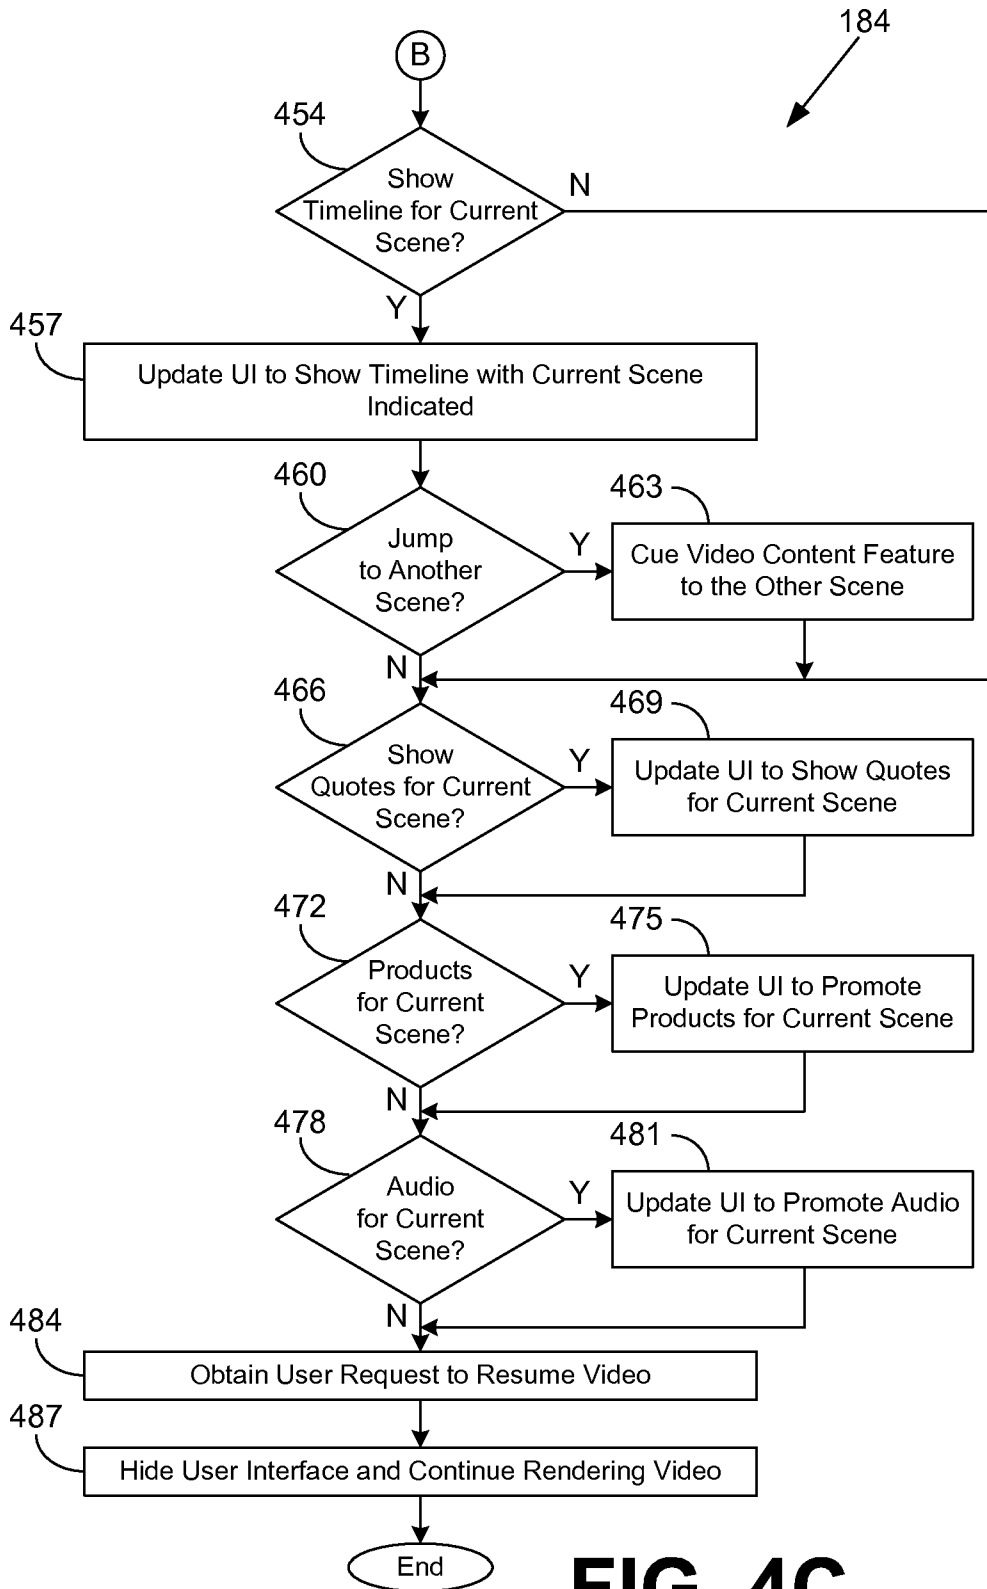 184
B
454
Show
Timeline for Current
Scene?
N
Y
457
Update UI to Show Timeline with Current Scene
Indicated
460
Jump
to Another
Scene?
Y
463
Cue Video Content Feature
to the Other Scene
N
466
Show
Quotes for Current
Scene?
Y
469
Update UI to Show Quotes
for Current Scene
N
472
Products
for Current
Scene?
Y
475
Update UI to Promote
Products for Current Scene
N
478
Audio
for Current
Scene?
Y
481
Update UI to Promote Audio
for Current Scene
N
484
Obtain User Request to Resume Video
487
Hide User Interface and Continue Rendering Video
End
FIG. 4C